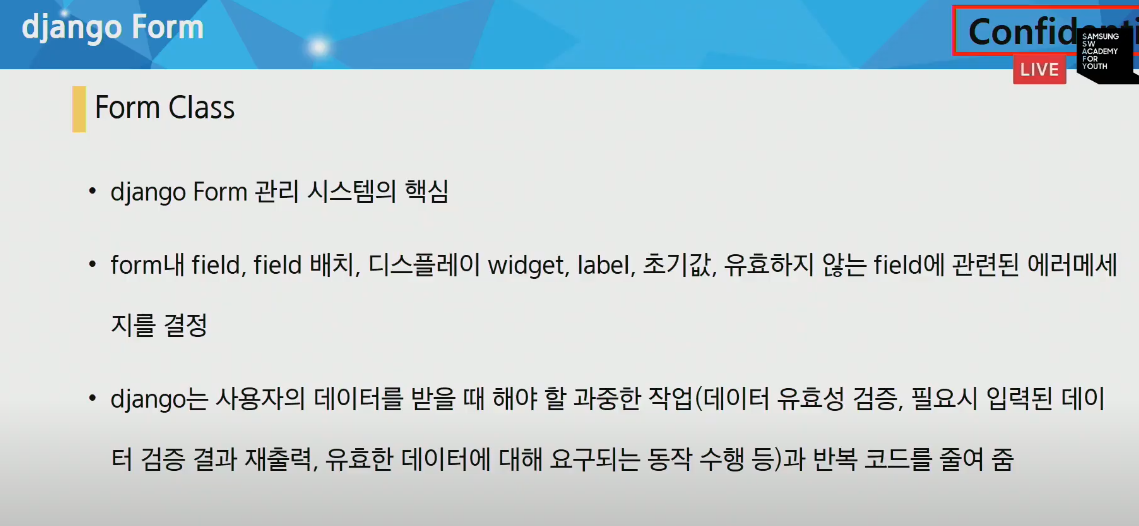 django Form
LIVE
SAMSUNG
SW
ACADEMY
FOR
YOUTH
Form Class
• django Form 관리 시스템의 핵심
• form내 field, field 배치, 디스플레이 widget, label, 초기값, 유효하지 않는 field에 관련된 에러메세
지를 결정
• django는 사용자의 데이터를 받을 때 해야 할 과중한 작업(데이터 유효성 검증, 필요시 입력된 데이
터 검증 결과 재출력, 유효한 데이터에 대해 요구되는 동작 수행 등)과 반복 코드를 줄여 줌